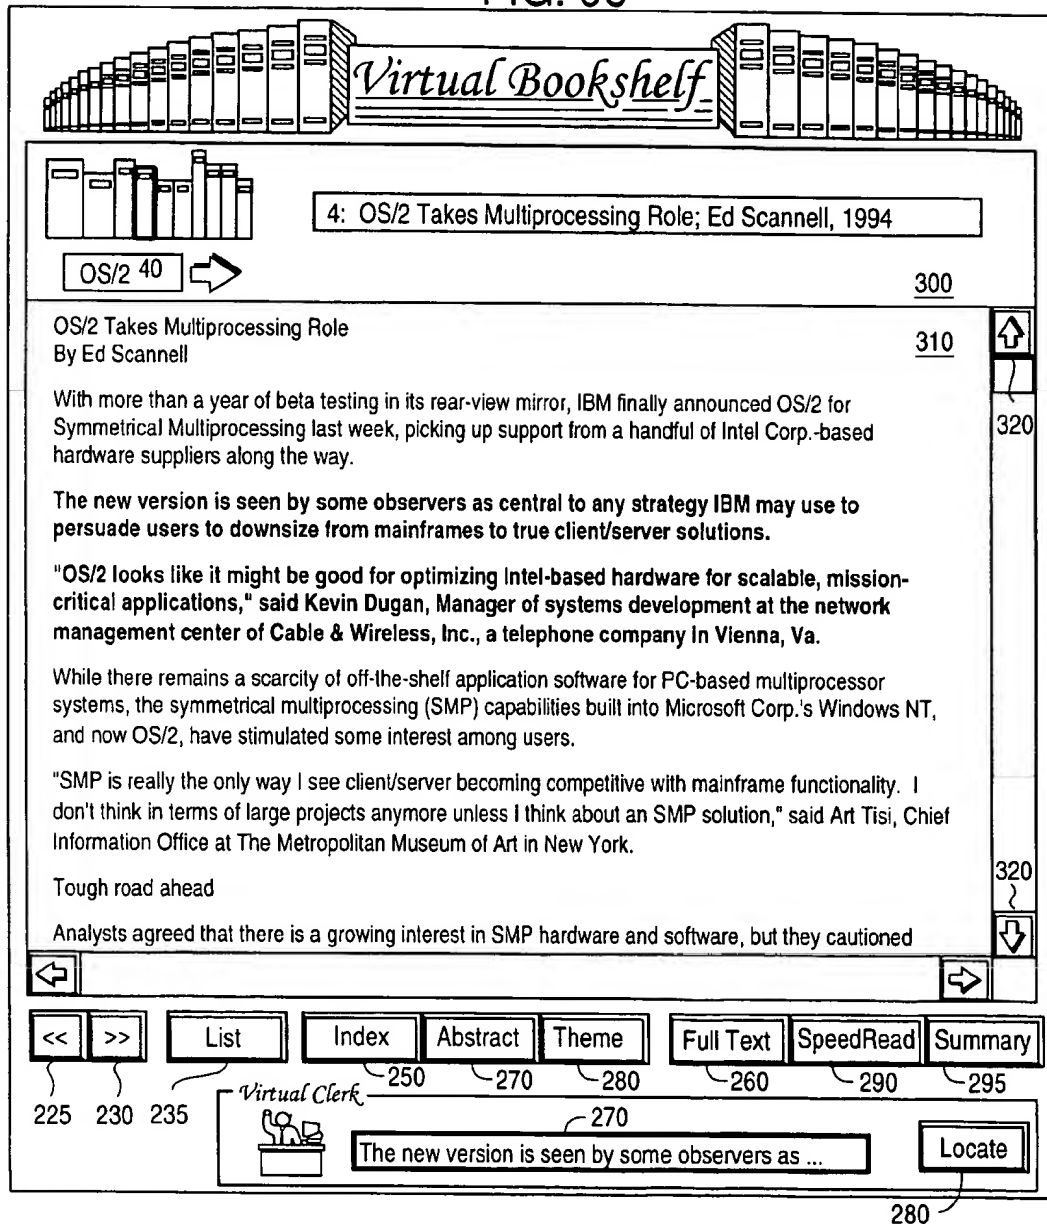 Virtual Bookshelf
4: OS/2 Takes Multiprocessing Role; Ed Scannell, 1994
OS/2 40
300
OS/2 Takes Multiprocessing Role
By Ed Scannell
310
320
With more than a year of beta testing in its rear-view mirror, IBM finally announced OS/2 for
Symmetrical Multiprocessing last week, picking up support from a handful of Intel Corp.-based
hardware suppliers along the way.
The new version is seen by some observers as central to any strategy IBM may use to
persuade users to downsize from mainframes to true client/server solutions.
"OS/2 looks like it might be good for optimizing Intel-based hardware for scalable, mission-
critical applications," said Kevin Dugan, Manager of systems development at the network
management center of Cable & Wireless, Inc., a telephone company in Vienna, Va.
While there remains a scarcity of off-the-shelf application software for PC-based multiprocessor
systems, the symmetrical multiprocessing (SMP) capabilities built into Microsoft Corp.'s Windows NT,
and now OS/2, have stimulated some interest among users.
"SMP is really the only way I see client/server becoming competitive with mainframe functionality. I
don't think in terms of large projects anymore unless I think about an SMP solution," said Art Tisi, Chief
Information Office at The Metropolitan Museum of Art in New York.
320
Tough road ahead
Analysts agreed that there is a growing interest in SMP hardware and software, but they cautioned
<< >> List Index Abstract Theme Full Text SpeedRead Summary
225 230 235 250 270 280 260 290 295
Virtual Clerk
270
The new version is seen by some observers as ...
Locate
280